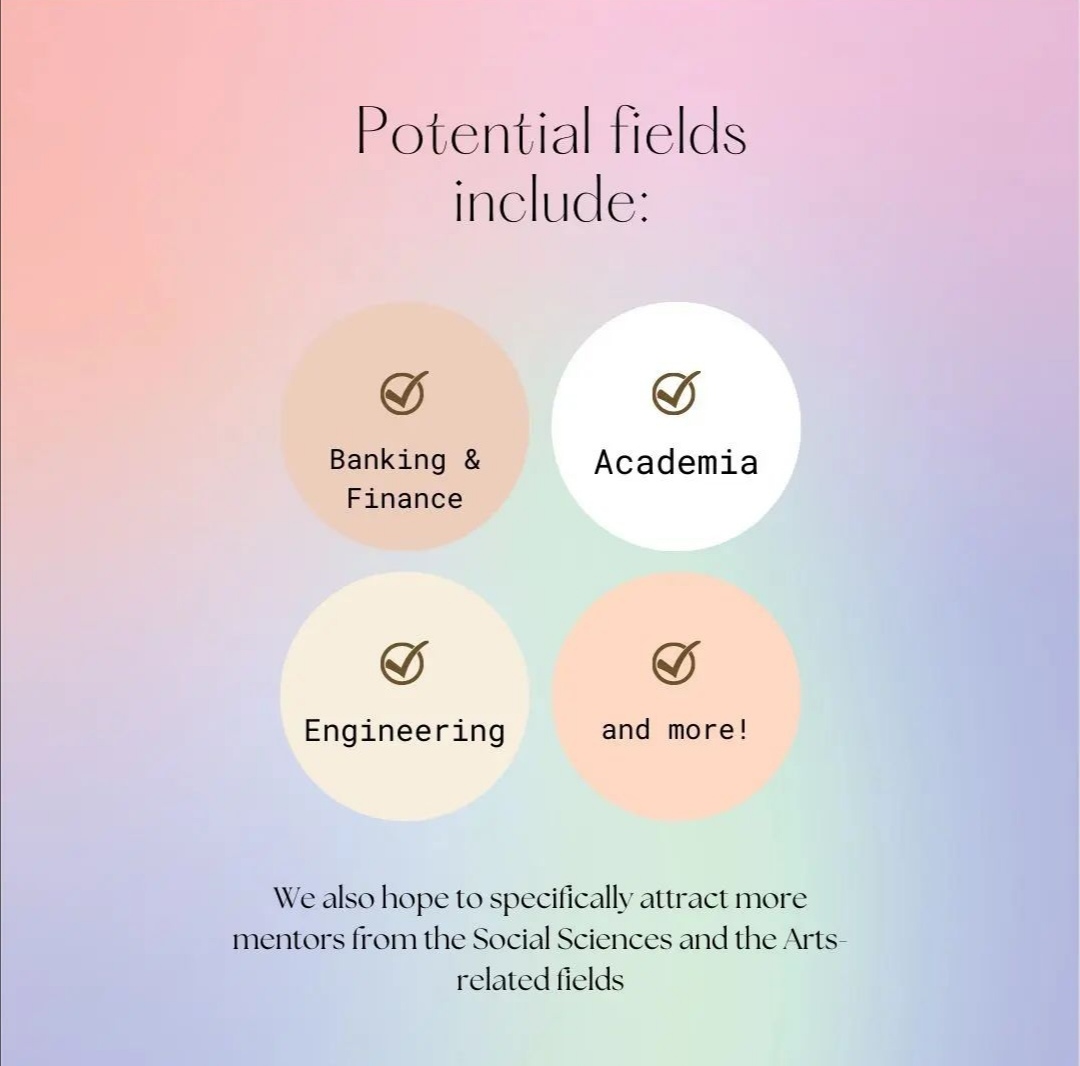 Potential fields
include:
Banking &
Finance
Academia
Engineering
and more!
We also hope to specifically attract more
mentors from the Social Sciences and the Arts-
related fields